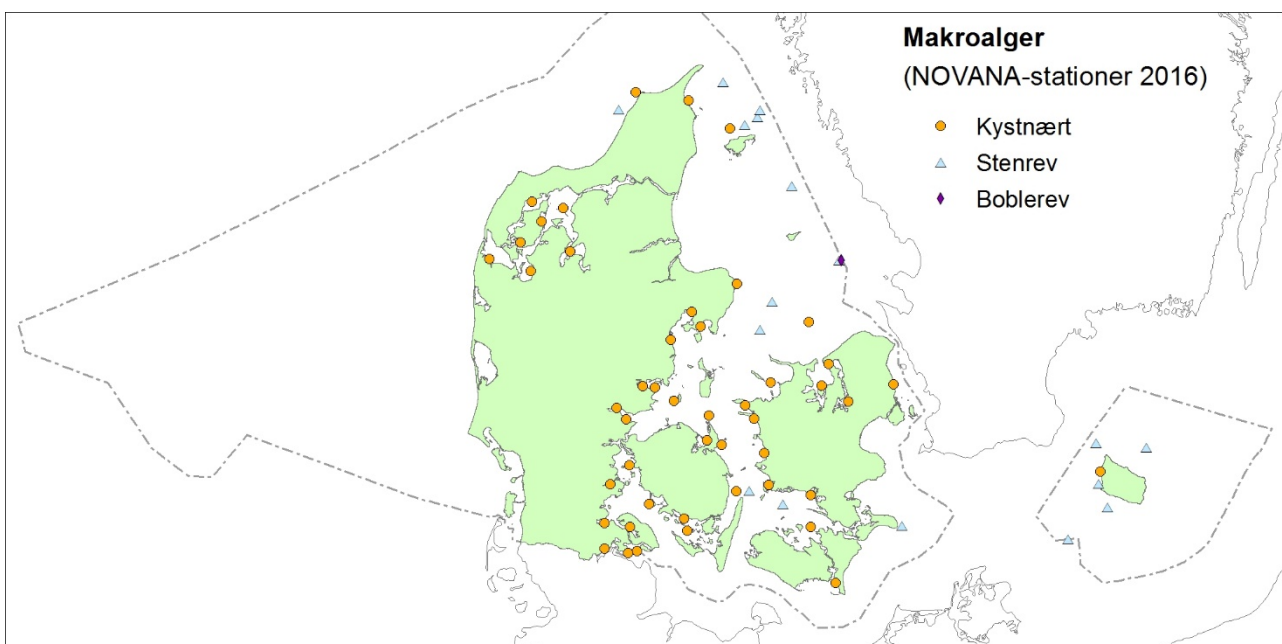 Makroalger
(NOVANA-stationer 2016)
Kystnært
Stenrev
Boblerev